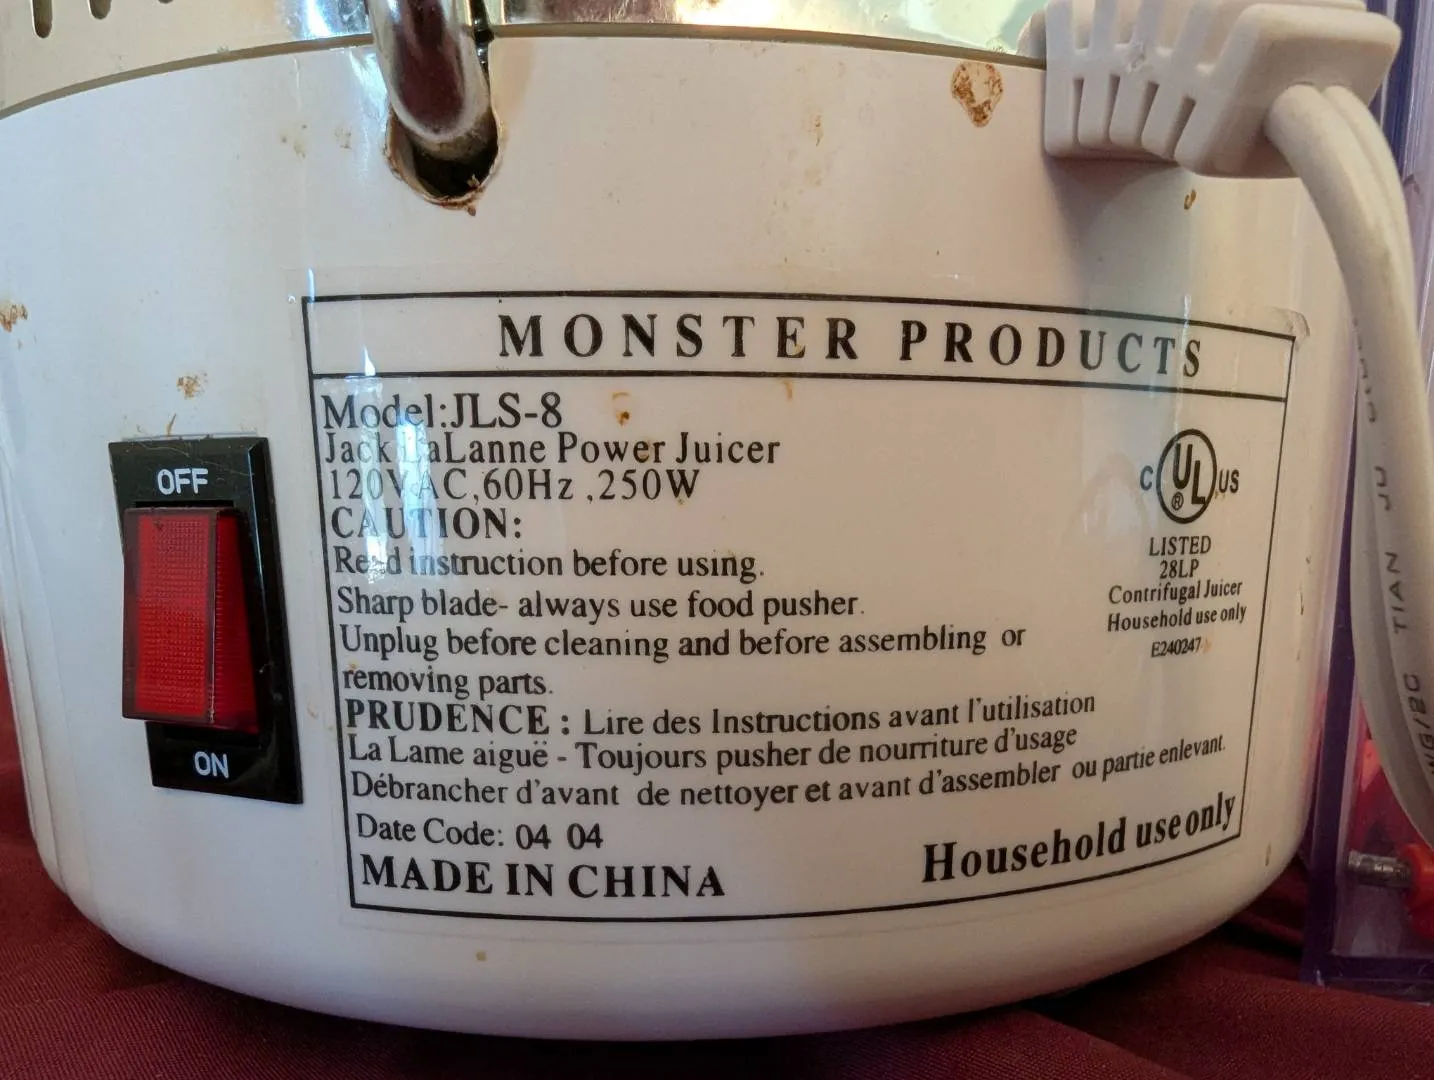 MONSTER PRODUCTS
Model:JLS-8
Jack LaLanne Power Juicer
120VAC,60Hz ,250W
CAUTION:
Read instruction before using.
Sharp blade- always use food pusher.
Unplug before cleaning and before assembling or
removing parts.
PRUDENCE : Lire des Instructions avant l'utilisation
La Lame aiguë - Toujours pusher de nourriture d'usage
Débrancher d'avant de nettoyer et avant d'assembler ou partie enlevant.
Date Code: 04 04
MADE IN CHINA
Household use only
C UL ® US
LISTED
28LP
Contrifugal Juicer
Household use only
E240247
OFF
ON
TIAN JU